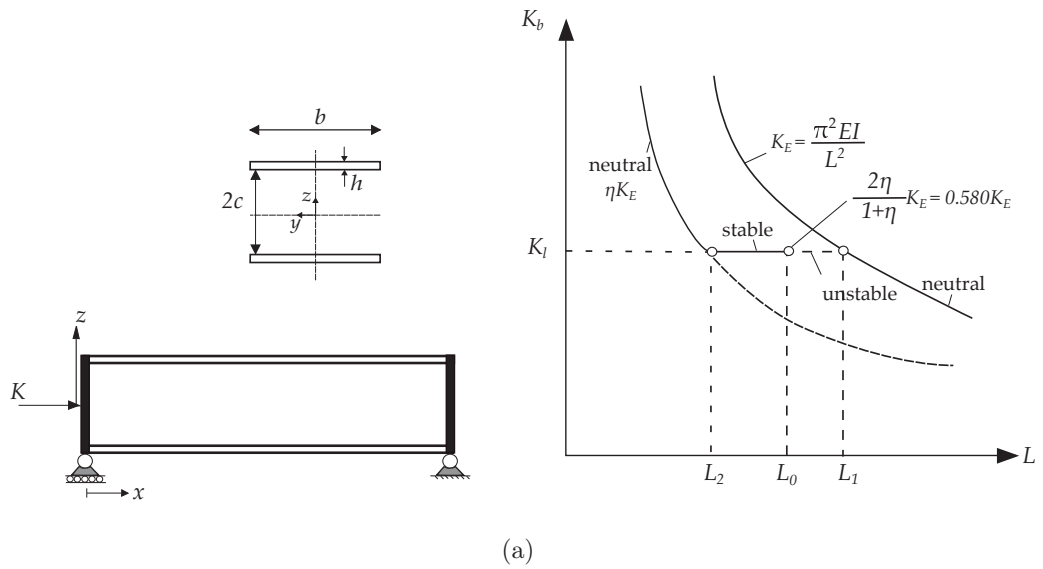 b
h
2c
z
y
z
K
x
K_b
K_E = π²EI / L²
neutral
ηK_E
2η / 1+η K_E = 0.580K_E
stable
K_l
unstable
neutral
L_2
L_0
L_1
L
(a)